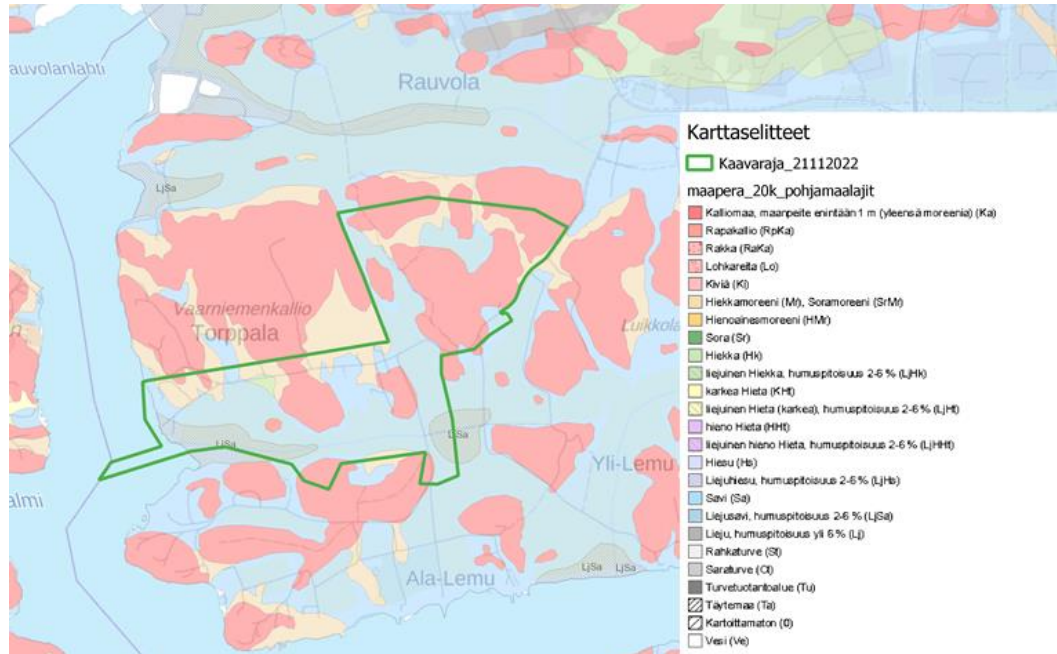 auvolanlahti
Rauvola
LjSa
Vaarniemenkallio
Torppala
Luikkola
LjSa
LjSa
Yli-Lemu
almi
Ala-Lemu
LjSa LjSa
Karttaselitteet
Kaavaraja_21112022
maapera_20k_pohjamaalajit
Kalliomaa, maanpeite enintään 1 m (yleensä moreenia) (Ka)
Rapakallio (RpKa)
Rakka (RaKa)
Lohkareita (Lo)
Kiviä (Ki)
Hiekkamoreeni (Mr), Soramoreeni (SrMr)
Hienoainesmoreeni (HMr)
Sora (Sr)
Hiekka (Hk)
liejuinen Hiekka, humuspitoisuus 2-6 % (LjHk)
karkea Hieta (KHt)
liejuinen Hieta (karkea), humuspitoisuus 2-6 % (LjHt)
hieno Hieta (HHt)
liejuinen hieno Hieta, humuspitoisuus 2-6 % (LjHHt)
Hiesu (Hs)
Liejuhiesu, humuspitoisuus 2-6 % (LjHs)
Savi (Sa)
Liejusavi, humuspitoisuus 2-6 % (LjSa)
Lieju, humuspitoisuus yli 6 % (Lj)
Rahkaturve (St)
Saraturve (Ct)
Turvetuotantoalue (Tu)
Täytemaa (Ta)
Kartoittamaton (0)
Vesi (Ve)